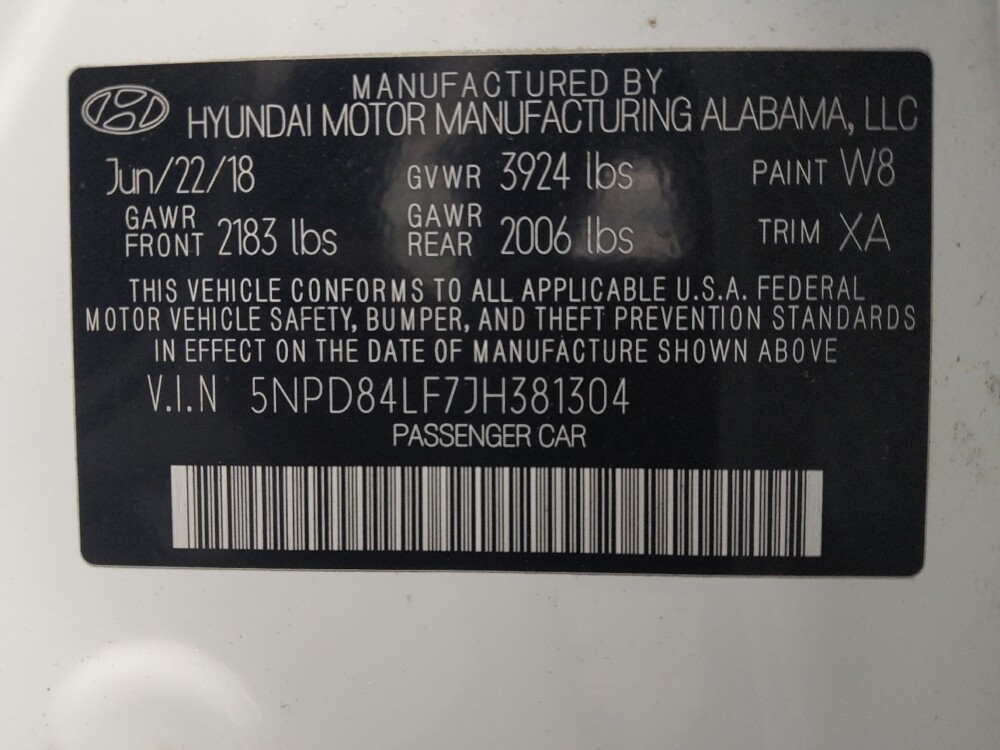 MANUFACTURED BY
HYUNDAI MOTOR MANUFACTURING ALABAMA, LLC
Jun/22/18 GVWR 3924 lbs PAINT W8
GAWR FRONT 2183 lbs GAWR REAR 2006 lbs TRIM XA
THIS VEHICLE CONFORMS TO ALL APPLICABLE U.S.A. FEDERAL
MOTOR VEHICLE SAFETY, BUMPER, AND THEFT PREVENTION STANDARDS
IN EFFECT ON THE DATE OF MANUFACTURE SHOWN ABOVE
V.I.N 5NPD84LF7JH381304
PASSENGER CAR